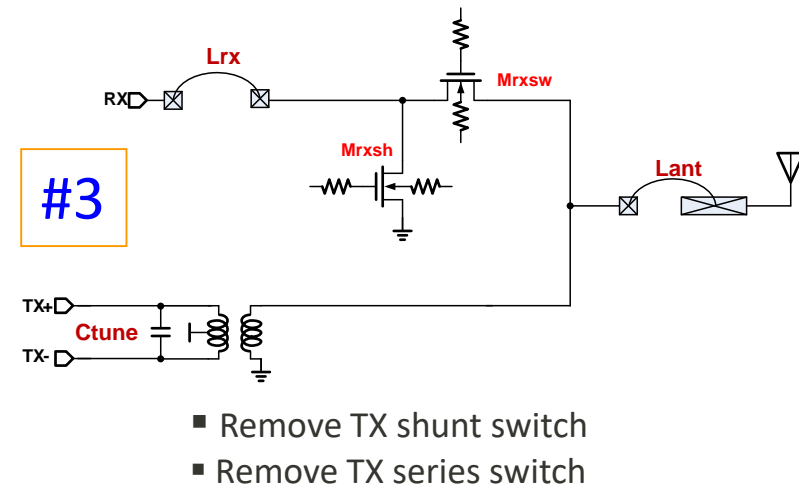 Lrx
RX
Mrxsw
Mrxsh
Lant
#3
TX+
Ctune
TX-
▪ Remove TX shunt switch
▪ Remove TX series switch